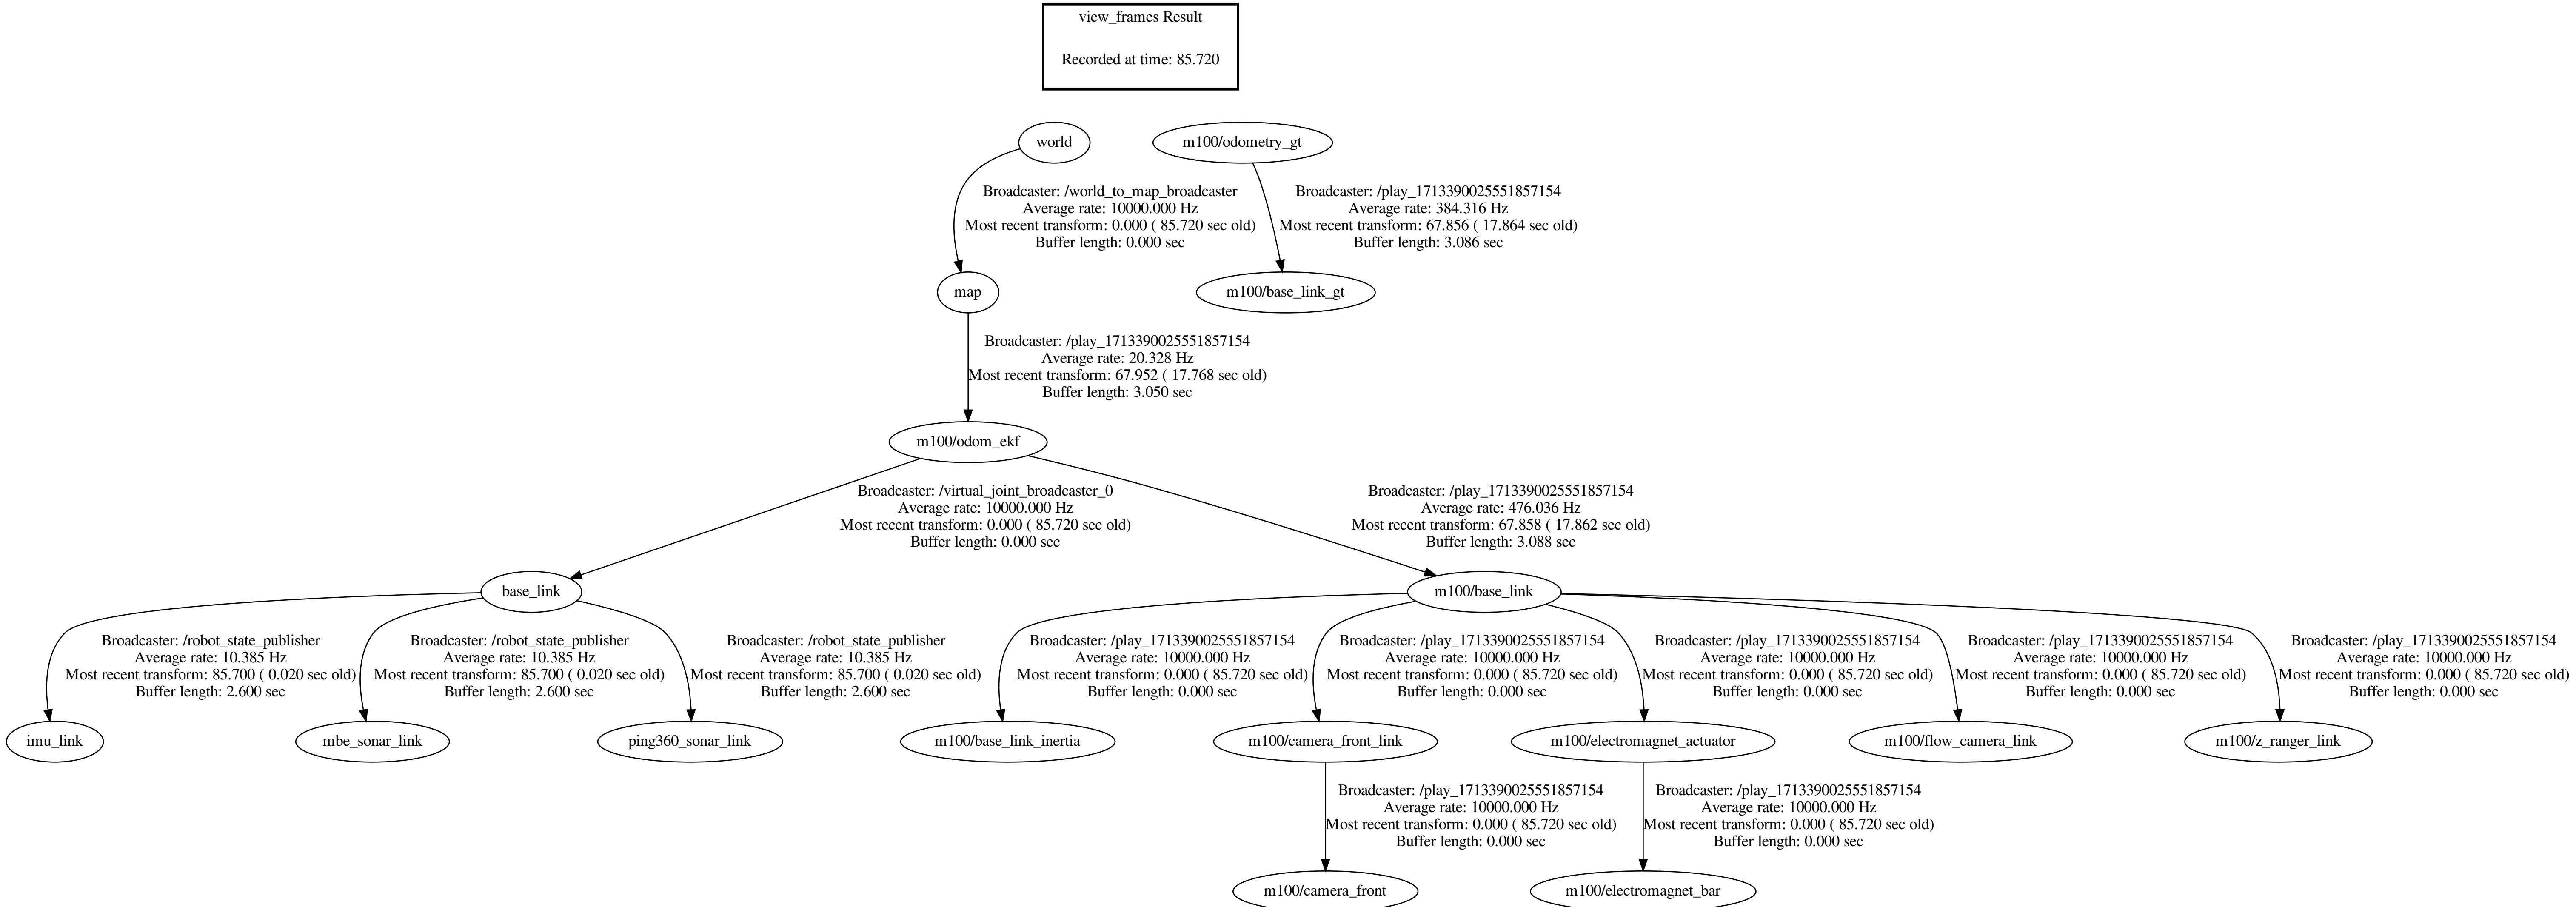 view_frames Result
Recorded at time: 85.720
world
m100/odometry_gt
Broadcaster: /world_to_map_broadcaster
Average rate: 10000.000 Hz
Most recent transform: 0.000 ( 85.720 sec old)
Buffer length: 0.000 sec
Broadcaster: /play_1713390025551857154
Average rate: 384.316 Hz
Most recent transform: 67.856 ( 17.864 sec old)
Buffer length: 3.086 sec
map
m100/base_link_gt
Broadcaster: /play_1713390025551857154
Average rate: 20.328 Hz
Most recent transform: 67.952 ( 17.768 sec old)
Buffer length: 3.050 sec
m100/odom_ekf
Broadcaster: /virtual_joint_broadcaster_0
Average rate: 10000.000 Hz
Most recent transform: 0.000 ( 85.720 sec old)
Buffer length: 0.000 sec
Broadcaster: /play_1713390025551857154
Average rate: 476.036 Hz
Most recent transform: 67.858 ( 17.862 sec old)
Buffer length: 3.088 sec
base_link
m100/base_link
Broadcaster: /robot_state_publisher
Average rate: 10.385 Hz
Most recent transform: 85.700 ( 0.020 sec old)
Buffer length: 2.600 sec
Broadcaster: /robot_state_publisher
Average rate: 10.385 Hz
Most recent transform: 85.700 ( 0.020 sec old)
Buffer length: 2.600 sec
Broadcaster: /robot_state_publisher
Average rate: 10.385 Hz
Most recent transform: 85.700 ( 0.020 sec old)
Buffer length: 2.600 sec
Broadcaster: /play_1713390025551857154
Average rate: 10000.000 Hz
Most recent transform: 0.000 ( 85.720 sec old)
Buffer length: 0.000 sec
Broadcaster: /play_1713390025551857154
Average rate: 10000.000 Hz
Most recent transform: 0.000 ( 85.720 sec old)
Buffer length: 0.000 sec
Broadcaster: /play_1713390025551857154
Average rate: 10000.000 Hz
Most recent transform: 0.000 ( 85.720 sec old)
Buffer length: 0.000 sec
Broadcaster: /play_1713390025551857154
Average rate: 10000.000 Hz
Most recent transform: 0.000 ( 85.720 sec old)
Buffer length: 0.000 sec
Broadcaster: /play_1713390025551857154
Average rate: 10000.000 Hz
Most recent transform: 0.000 ( 85.720 sec old)
Buffer length: 0.000 sec
imu_link
mbe_sonar_link
ping360_sonar_link
m100/base_link_inertia
m100/camera_front_link
m100/electromagnet_actuator
m100/flow_camera_link
m100/z_ranger_link
Broadcaster: /play_1713390025551857154
Average rate: 10000.000 Hz
Most recent transform: 0.000 ( 85.720 sec old)
Buffer length: 0.000 sec
Broadcaster: /play_1713390025551857154
Average rate: 10000.000 Hz
Most recent transform: 0.000 ( 85.720 sec old)
Buffer length: 0.000 sec
m100/camera_front
m100/electromagnet_bar